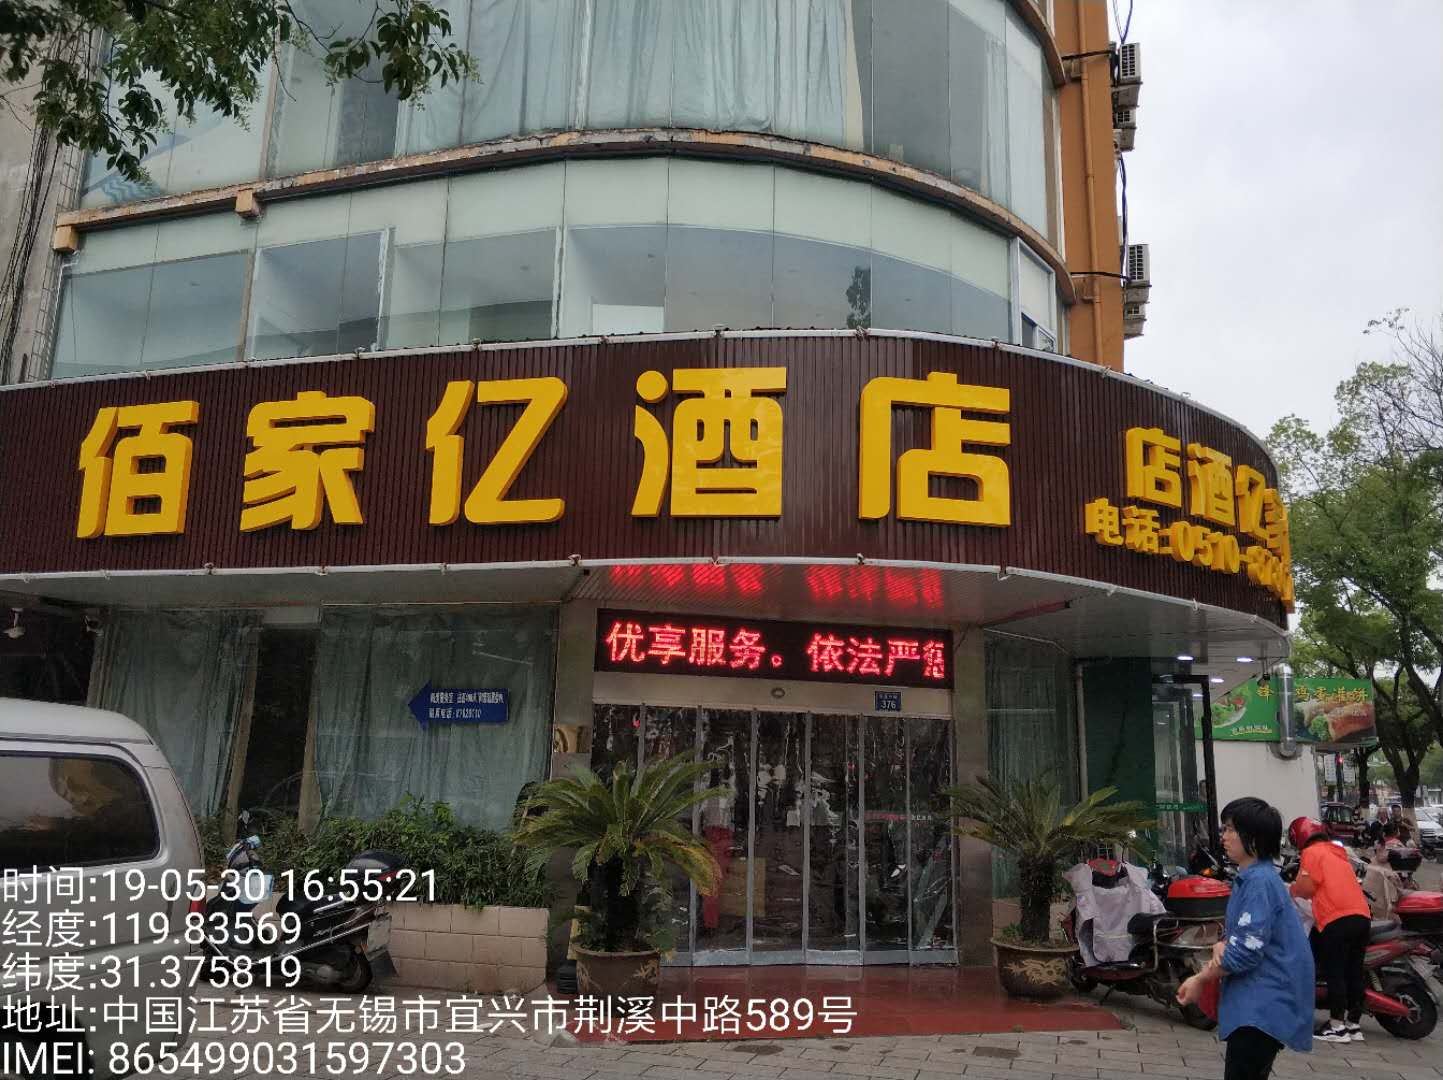 佰家亿酒店
店酒亿家
电话:0510-
优享服务。依法严惩
376
时间:19-05-30 16:55:21
经度:119.83569
纬度:31.375819
地址:中国江苏省无锡市宜兴市荆溪中路589号
IMEI: 865499031597303